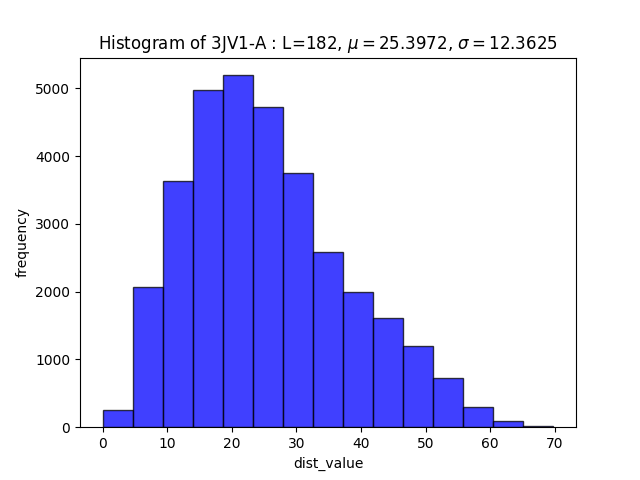 Histogram of 3JV1-A : L=182, μ = 25.3972, σ = 12.3625
5000
4000
3000
2000
1000
0
frequency
0 10 20 30 40 50 60 70
dist_value